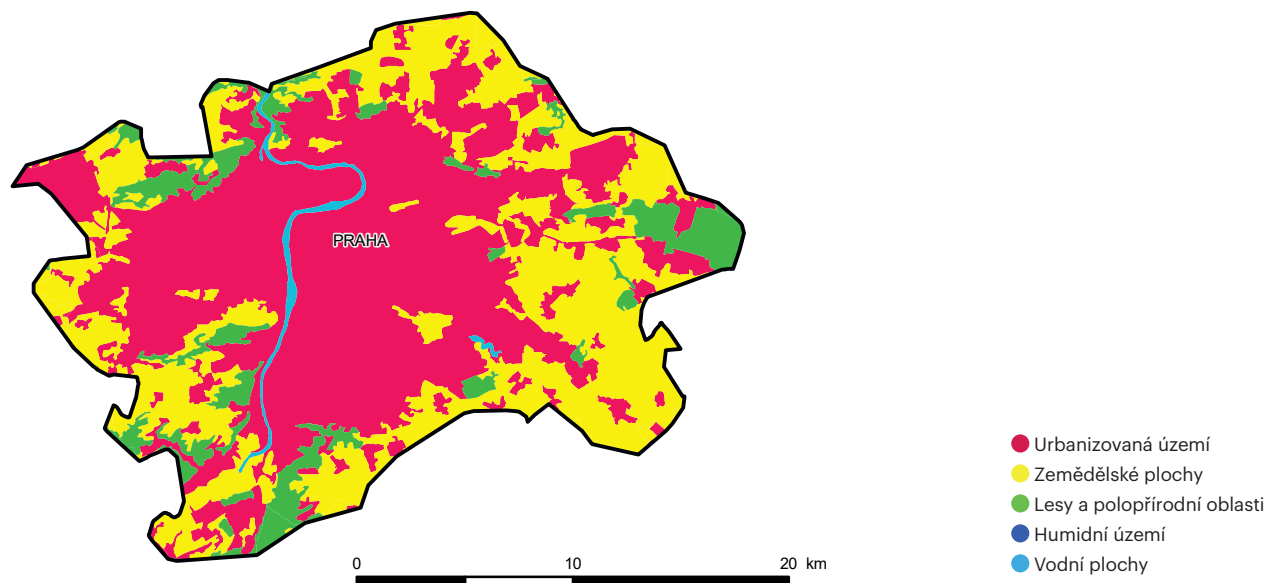 PRAHA
Urbanizovaná území
Zemědělské plochy
Lesy a polopřírodní oblasti
Humidní území
Vodní plochy
0 10 20 km